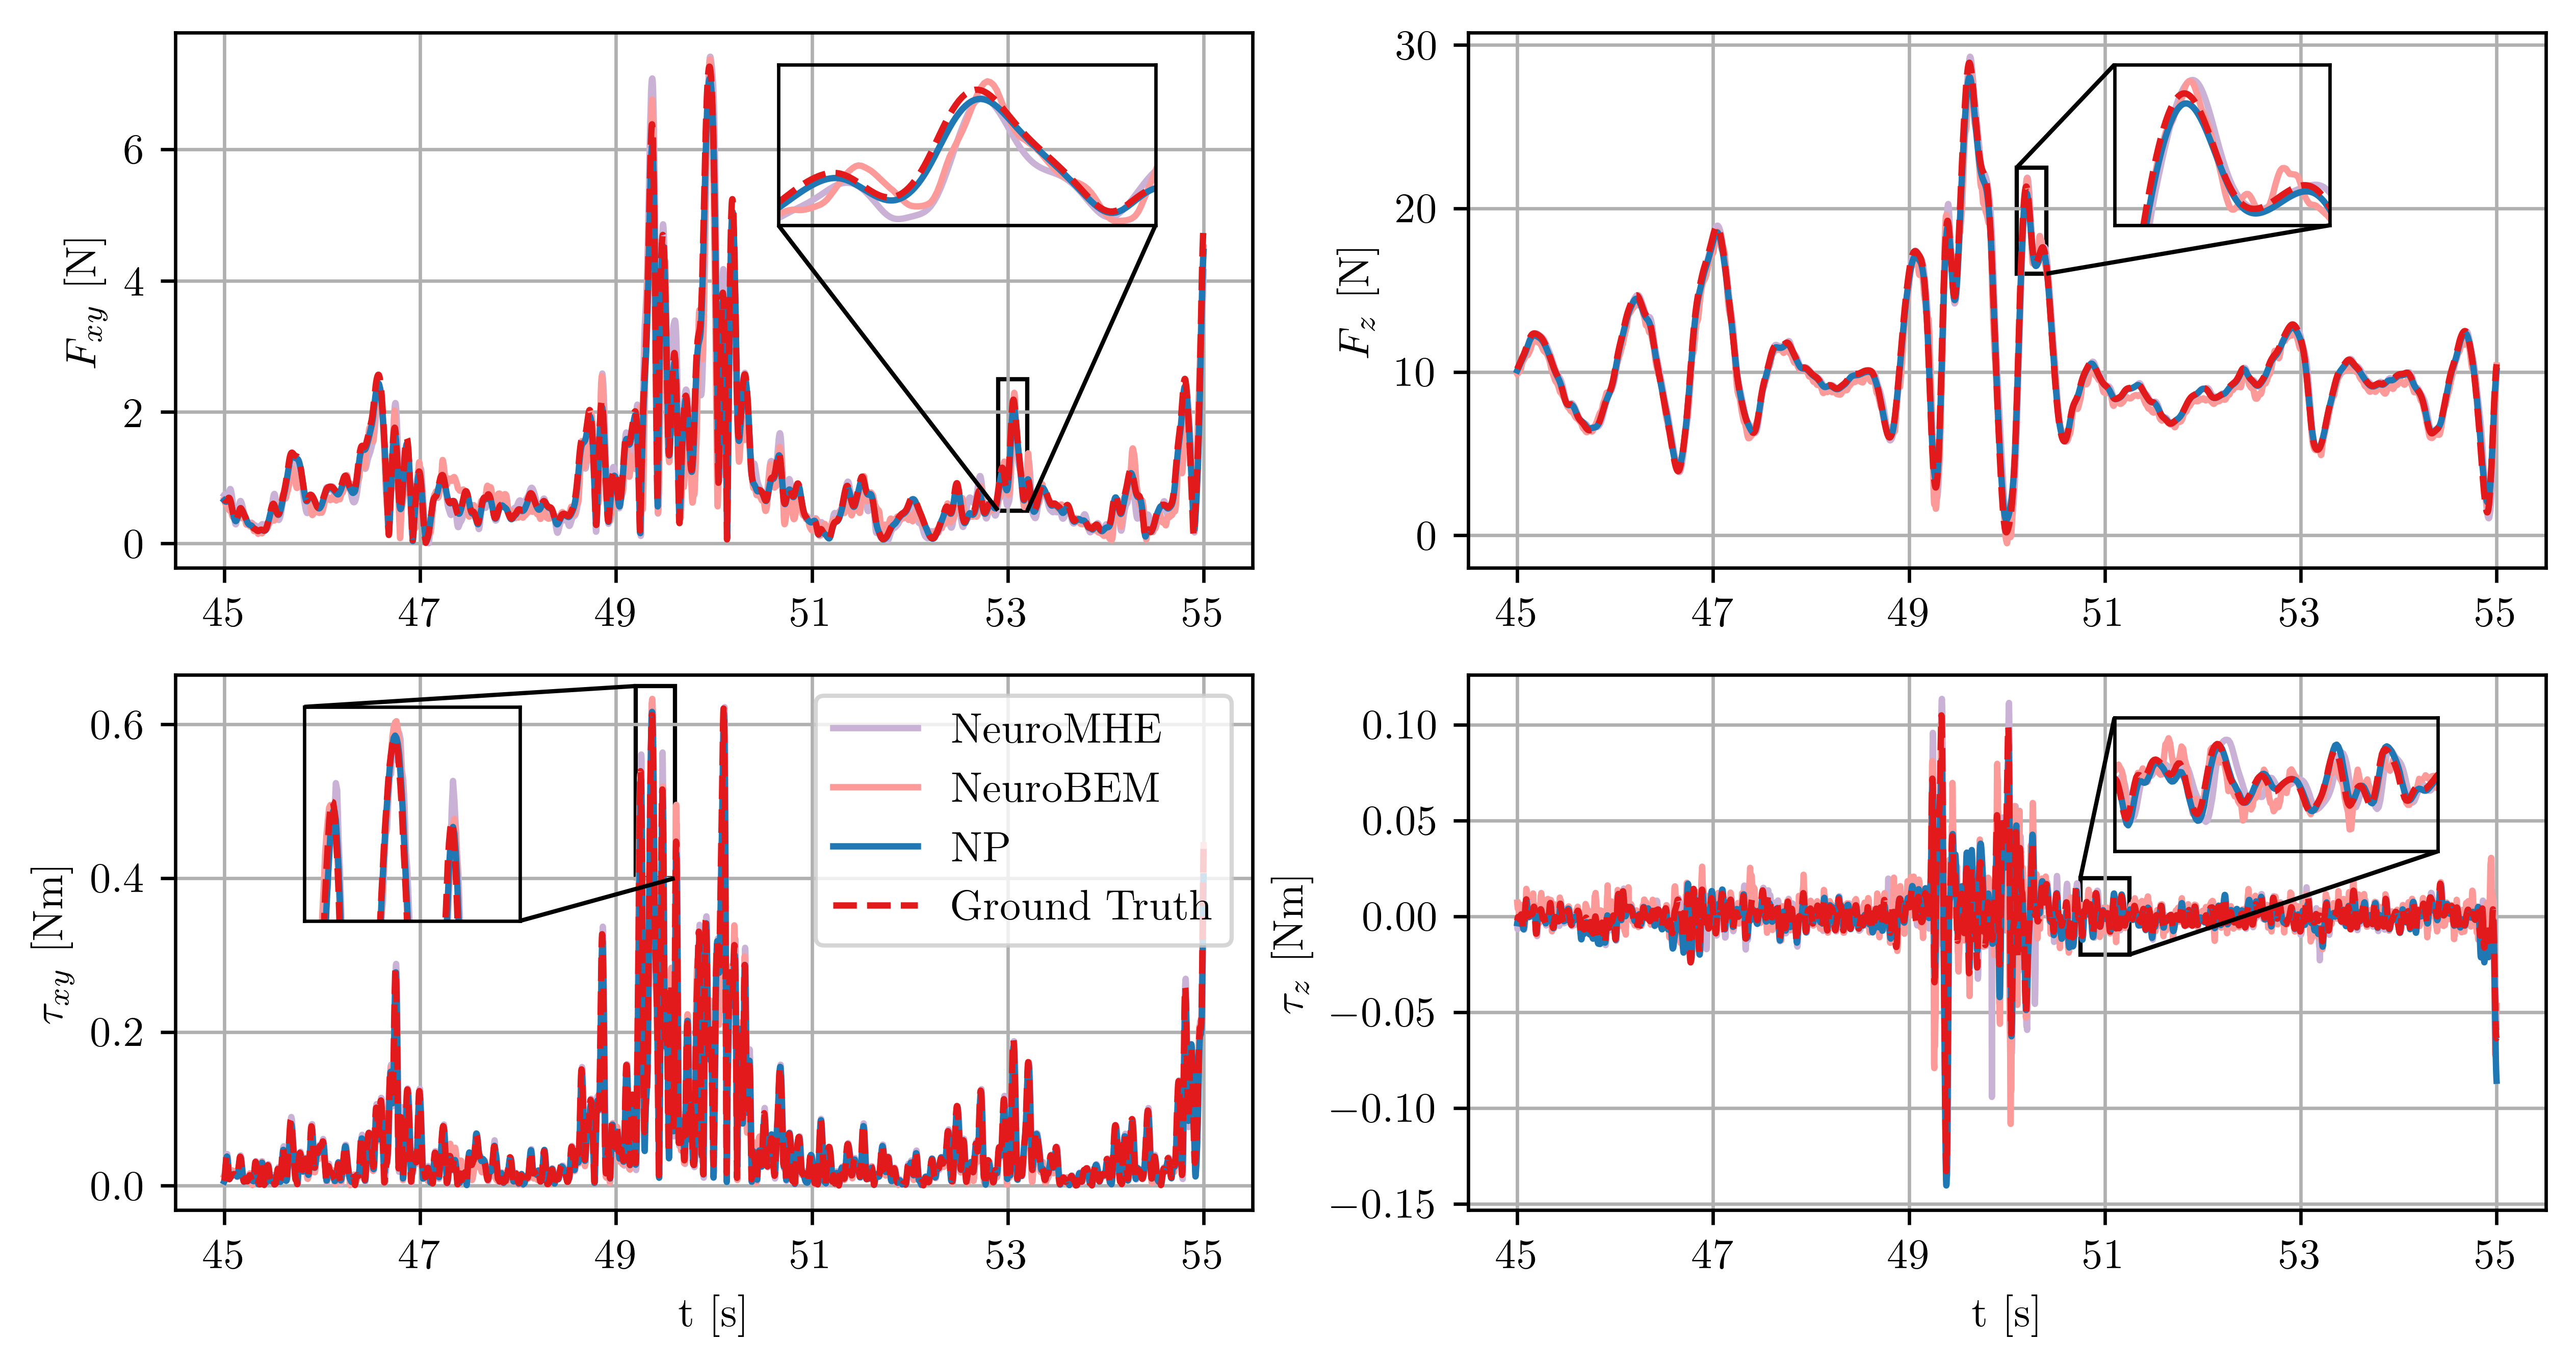 F_xy [N]
6
4
2
0
45 47 49 51 53 55
F_z [N]
30
20
10
0
45 47 49 51 53 55
τ_xy [Nm]
0.6
0.4
0.2
0.0
NeuroMHE
NeuroBEM
NP
Ground Truth
45 47 49 51 53 55
t [s]
τ_z [Nm]
0.10
0.05
0.00
−0.05
−0.10
−0.15
45 47 49 51 53 55
t [s]